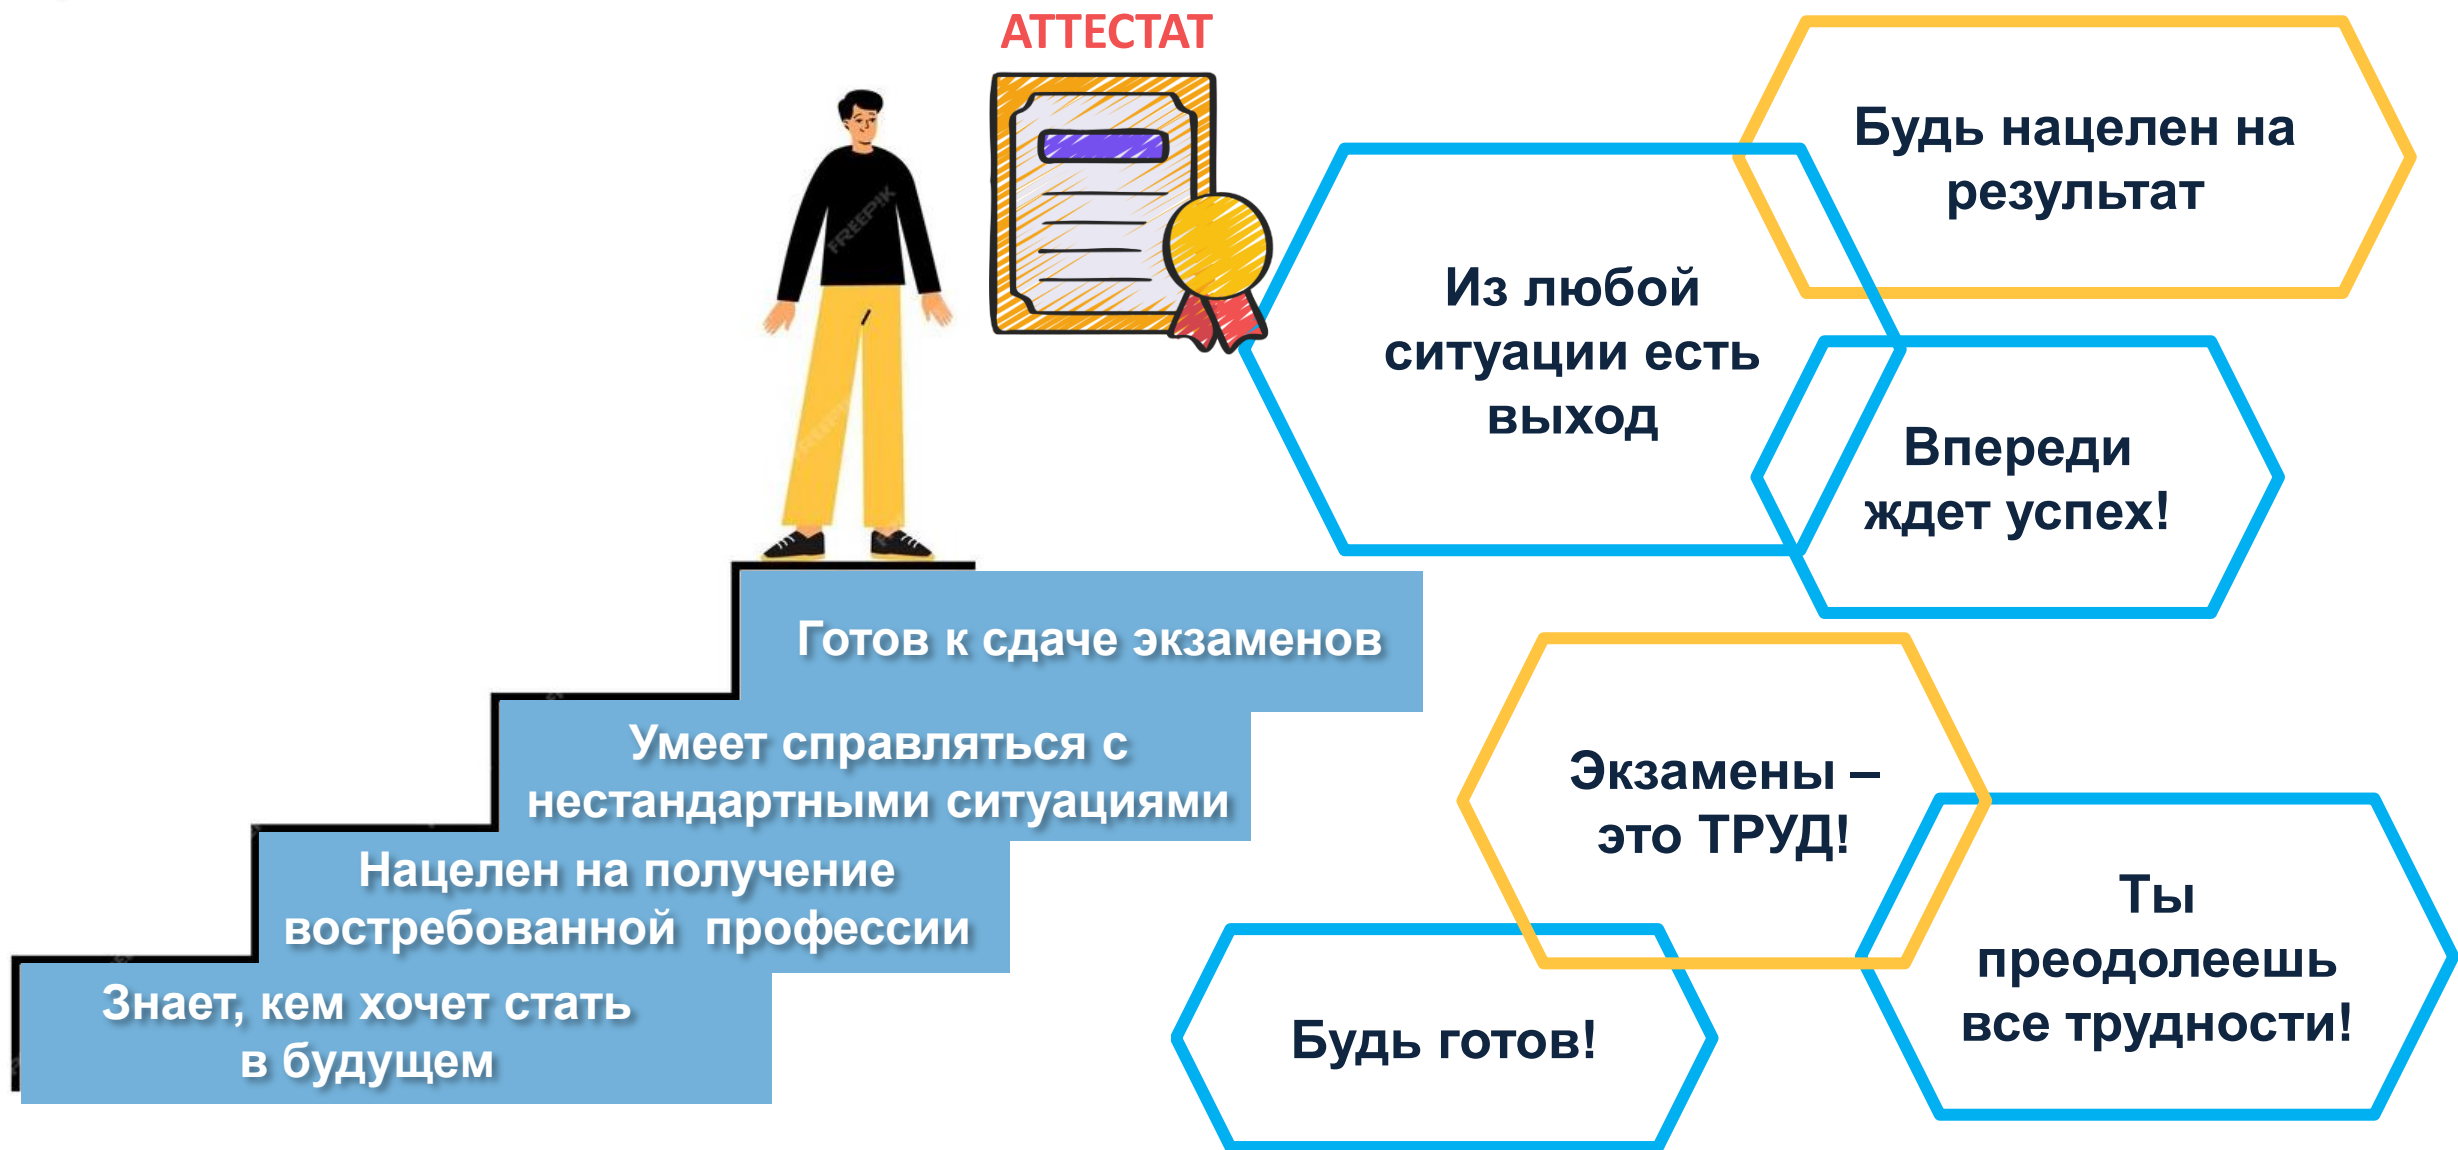 АТТЕСТАТ
Будь нацелен на
результат
Из любой
ситуации есть
выход
Впереди
ждет успех!
Готов к сдаче экзаменов
Умеет справляться с
нестандартными ситуациями
Нацелен на получение
востребованной профессии
Знает, кем хочет стать
в будущем
Экзамены –
это ТРУД!
Ты
преодолеешь
все трудности!
Будь готов!
FREEPIK